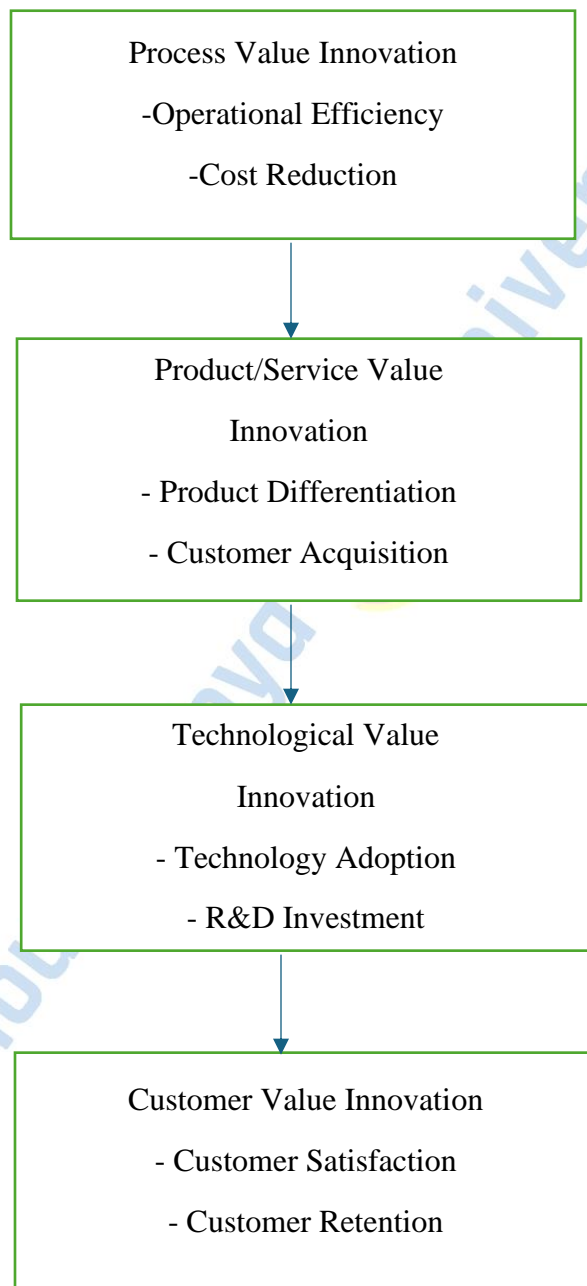 Process Value Innovation
-Operational Efficiency
-Cost Reduction
Product/Service Value
Innovation
- Product Differentiation
- Customer Acquisition
Technological Value
Innovation
- Technology Adoption
- R&D Investment
Customer Value Innovation
- Customer Satisfaction
- Customer Retention